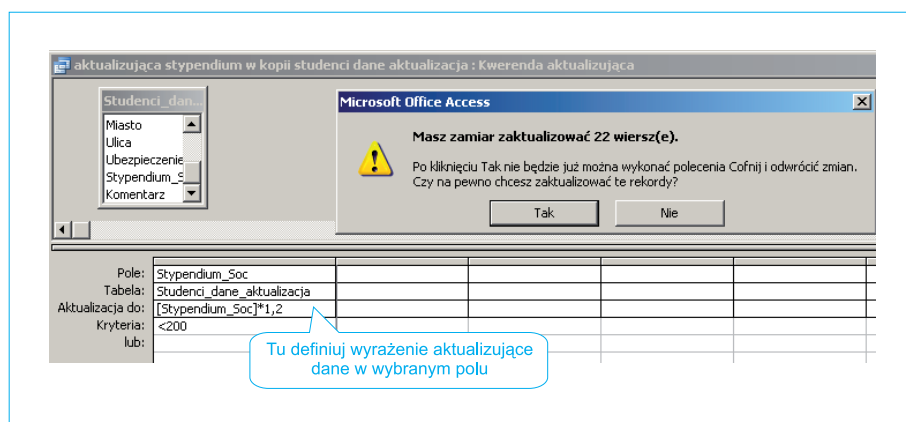 aktualizująca stypendium w kopii studenci dane aktualizacja : Kwerenda aktualizująca
Studenci_dan...
Miasto
Ulica
Ubezpieczenie
Stypendium_S
Komentarz
Microsoft Office Access
Masz zamiar zaktualizować 22 wiersz(e).
Po kliknięciu Tak nie będzie już można wykonać polecenia Cofnij i odwrócić zmian.
Czy na pewno chcesz zaktualizować te rekordy?
Tak Nie
Pole: Stypendium_Soc
Tabela: Studenci_dane_aktualizacja
Aktualizacja do: [Stypendium_Soc]*1,2
Kryteria: <200
lub:
Tu definiuj wyrażenie aktualizujące
dane w wybranym polu